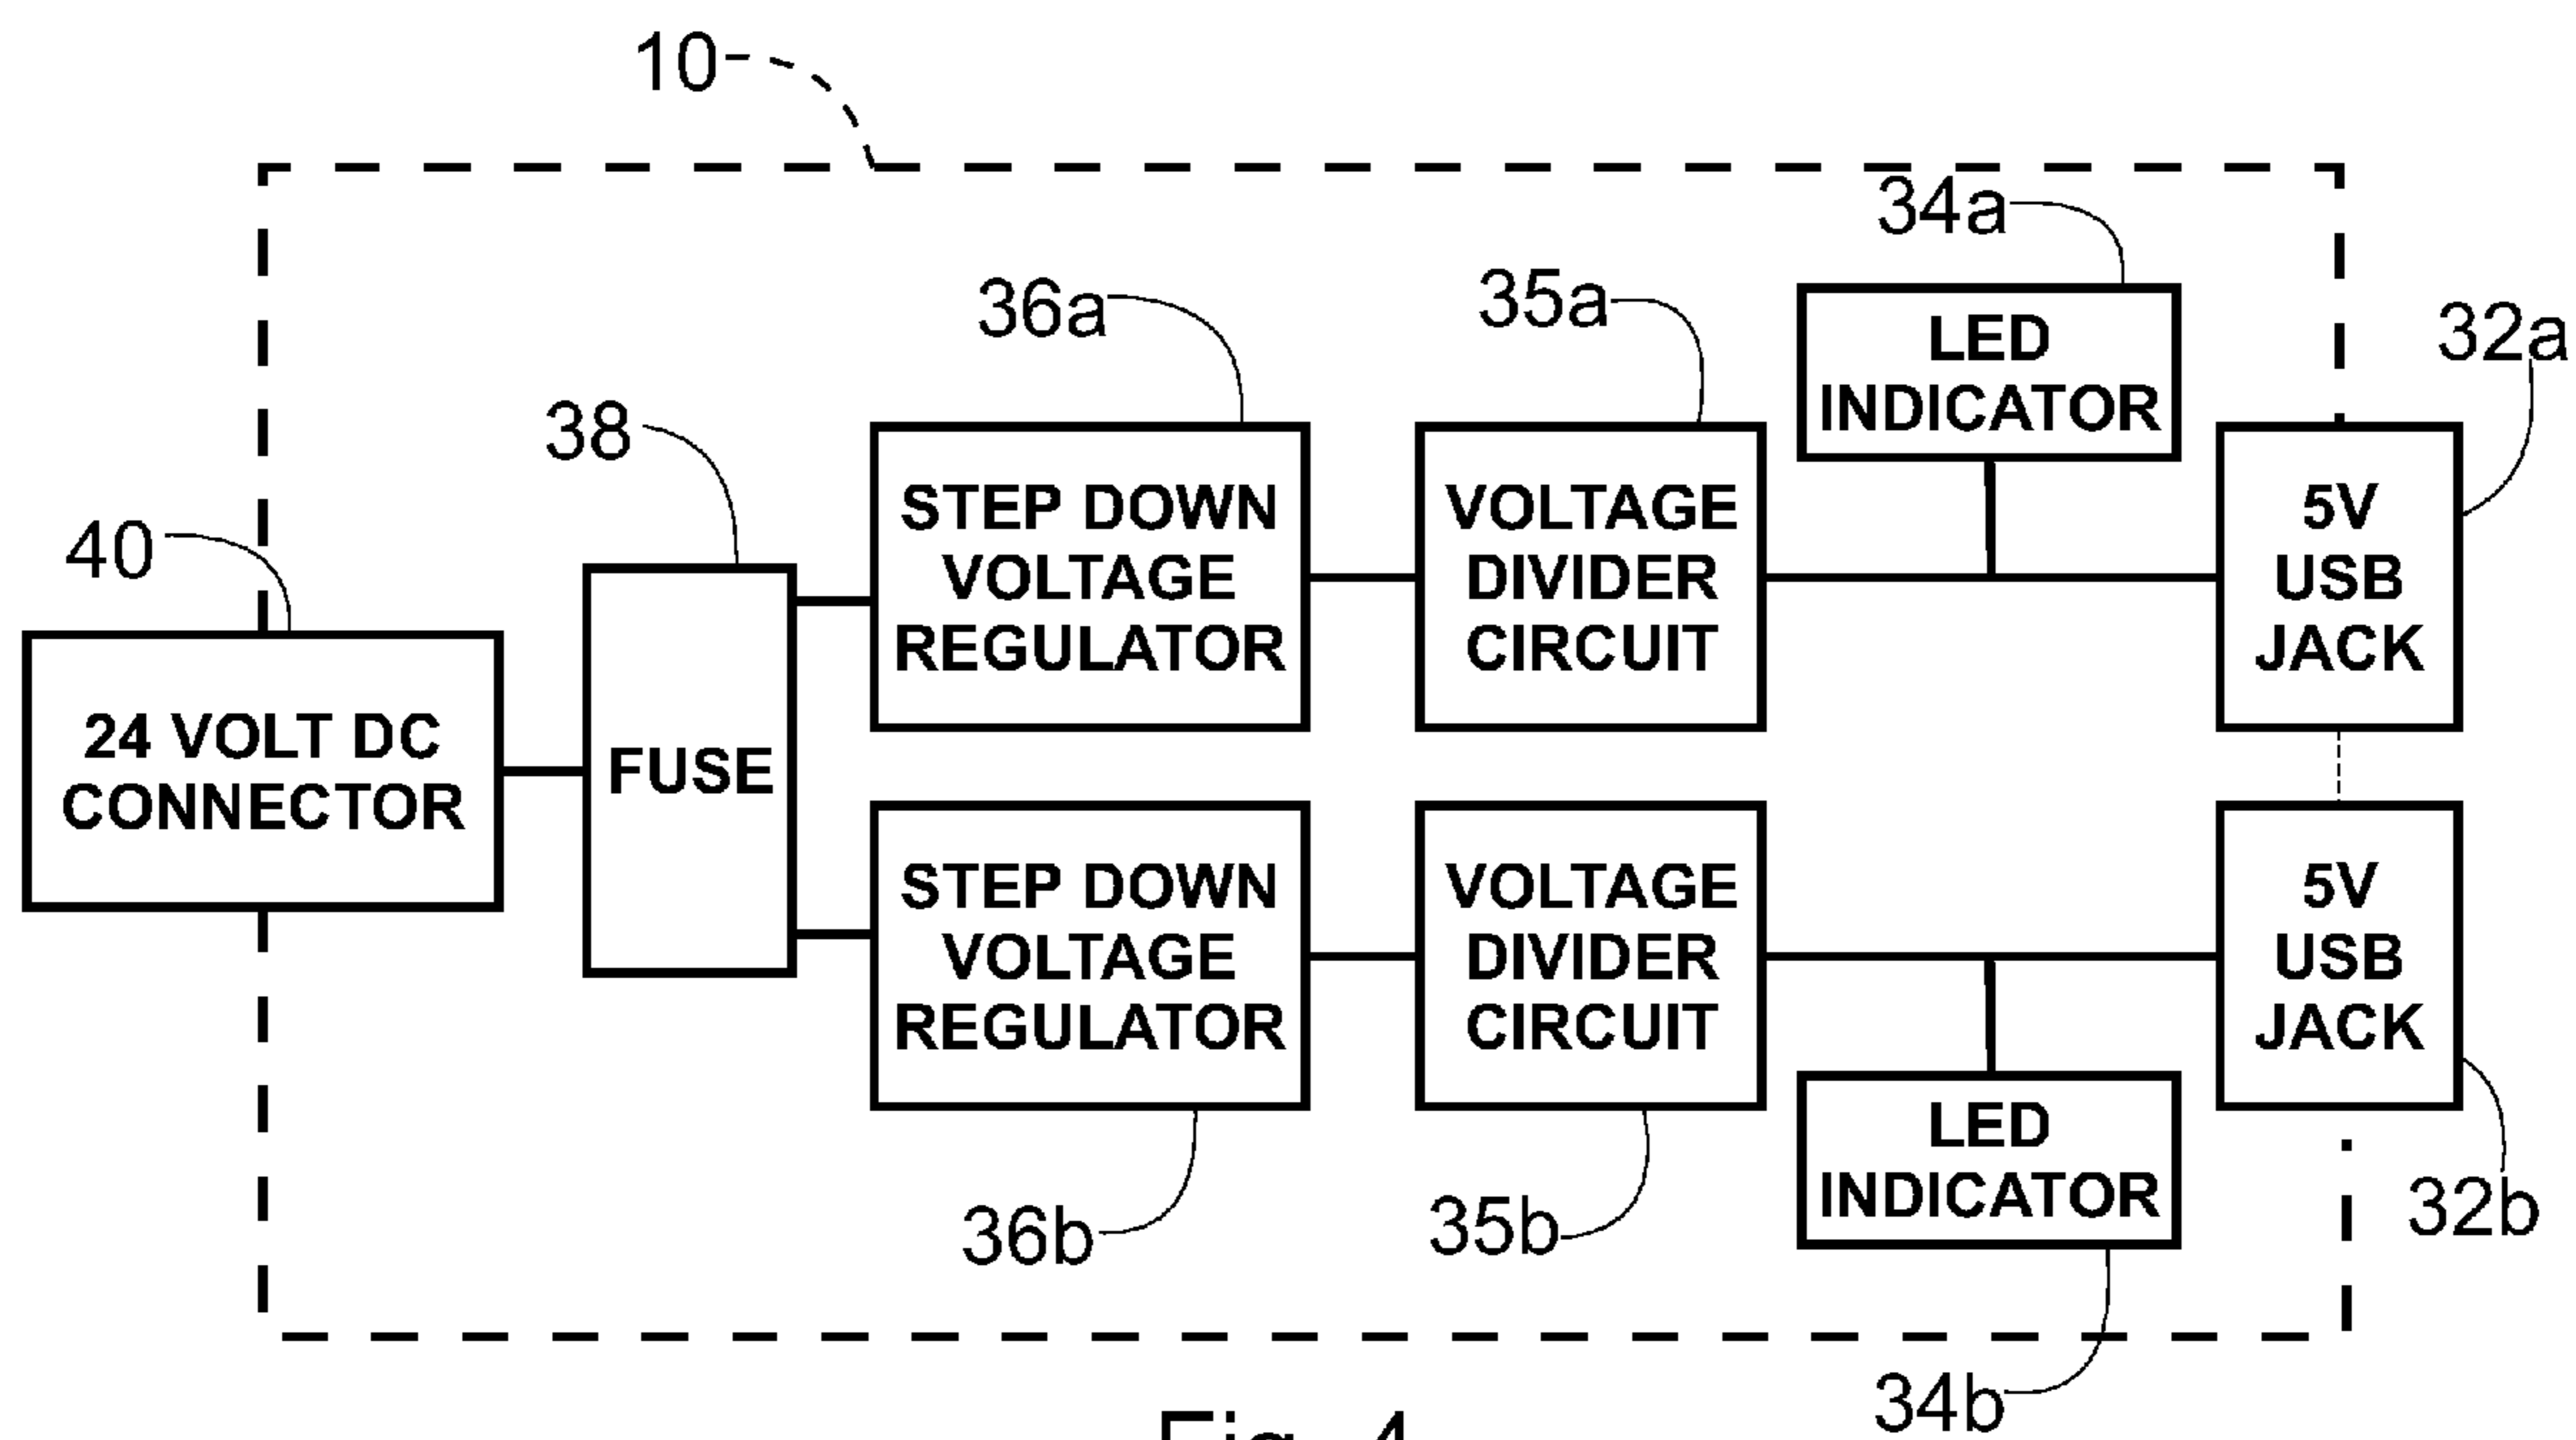 10
34a
36a
35a
32a
LED
INDICATOR
38
40
STEP DOWN
VOLTAGE
REGULATOR
VOLTAGE
DIVIDER
CIRCUIT
5V
USB
JACK
24 VOLT DC
CONNECTOR
FUSE
STEP DOWN
VOLTAGE
REGULATOR
VOLTAGE
DIVIDER
CIRCUIT
5V
USB
JACK
LED
INDICATOR
36b
35b
32b
34b
Fig. 4